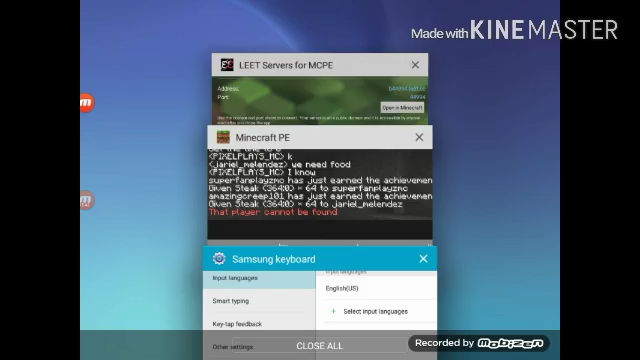 Made with KINEMASTER
LEET Servers for MCPE
Address:
Port:
Open in Minecraft
Minecraft PE
<PIXELPLAYS_MC> k
<jariel_melendez> we need food
<PIXELPLAYS_MC> I know
superfanplayzmc has just earned the achievemen
Given Steak (364:0) * 64 to superfanplayzmc
amazingcreep101 has just earned the achievemen
Given Steak (364:0) * 64 to jariel_melendez
That player cannot be found
Samsung keyboard
Input languages
Input languages
English(US)
Smart typing
+ Select input languages
Key-tap feedback
Other settings
CLOSE ALL
Recorded by Mobizen